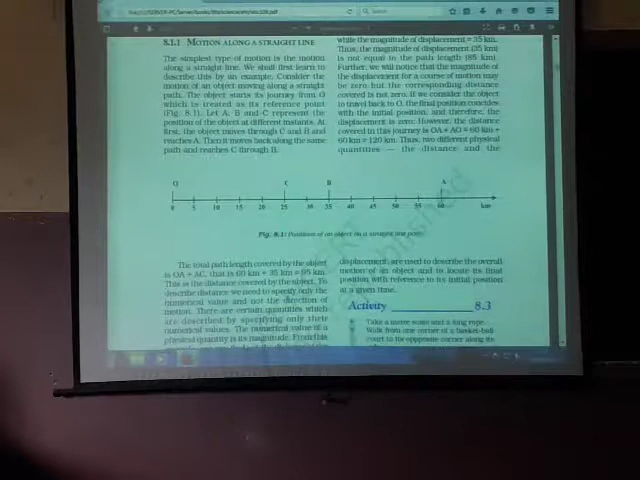 8.1.1 MOTION ALONG A STRAIGHT LINE
The simplest type of motion is the motion
along a straight line. We shall first learn to
describe this by an example. Consider the
motion of an object moving along a straight
path. The object starts its journey from O
which is treated as its reference point
(Fig. 8.1). Let A, B and C represent the
position of the object at different instants. At
first, the object moves through C and B and
reaches A. Then it moves back along the same
path and reaches C through B.
while the magnitude of displacement = 35 km.
Thus, the magnitude of displacement (35 km)
is not equal to the path length (85 km).
Further, we will notice that the magnitude of
the displacement for a course of motion may
be zero but the corresponding distance
covered is not zero. If we consider the object
to travel back to O, the final position concides
with the initial position, and therefore, the
displacement is zero. However, the distance
covered in this journey is OA + AO = 60 km +
60 km = 120 km. Thus, two different physical
quantities — the distance and the
O C B A
0 5 10 15 20 25 30 35 40 45 50 55 60 km
Fig. 8.1: Positions of an object on a straight line path
The total path length covered by the object
is OA + AC, that is 60 km + 35 km = 95 km.
This is the distance covered by the object. To
describe distance we need to specify only the
numerical value and not the direction of
motion. There are certain quantities which
are described by specifying only their
numerical values. The numerical value of a
physical quantity is its magnitude. From this
displacement, are used to describe the overall
motion of an object and to locate its final
position with reference to its initial position
at a given time.
Activity 8.3
Take a metre scale and a long rope.
Walk from one corner of a basket-ball
court to its oppposite corner along its